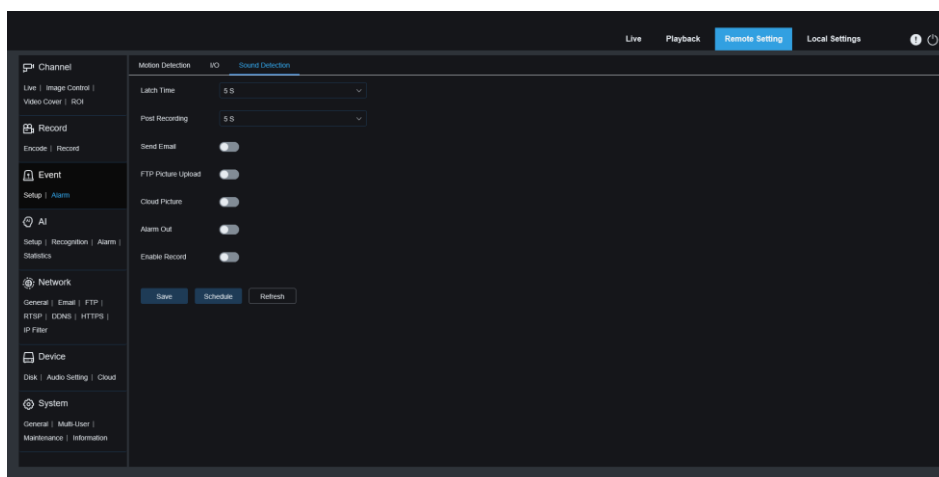 Live Playback Remote Setting Local Settings
Channel
Live | Image Control |
Video Cover | ROI
Record
Encode | Record
Event
Setup | Alarm
AI
Setup | Recognition | Alarm |
Statistics
Network
General | Email | FTP |
RTSP | DDNS | HTTPS |
IP Filter
Device
Disk | Audio Setting | Cloud
System
General | Multi-User |
Maintenance | Information
Motion Detection I/O Sound Detection
Latch Time 5 S
Post Recording 5 S
Send Email
FTP Picture Upload
Cloud Picture
Alarm Out
Enable Record
Save Schedule Refresh